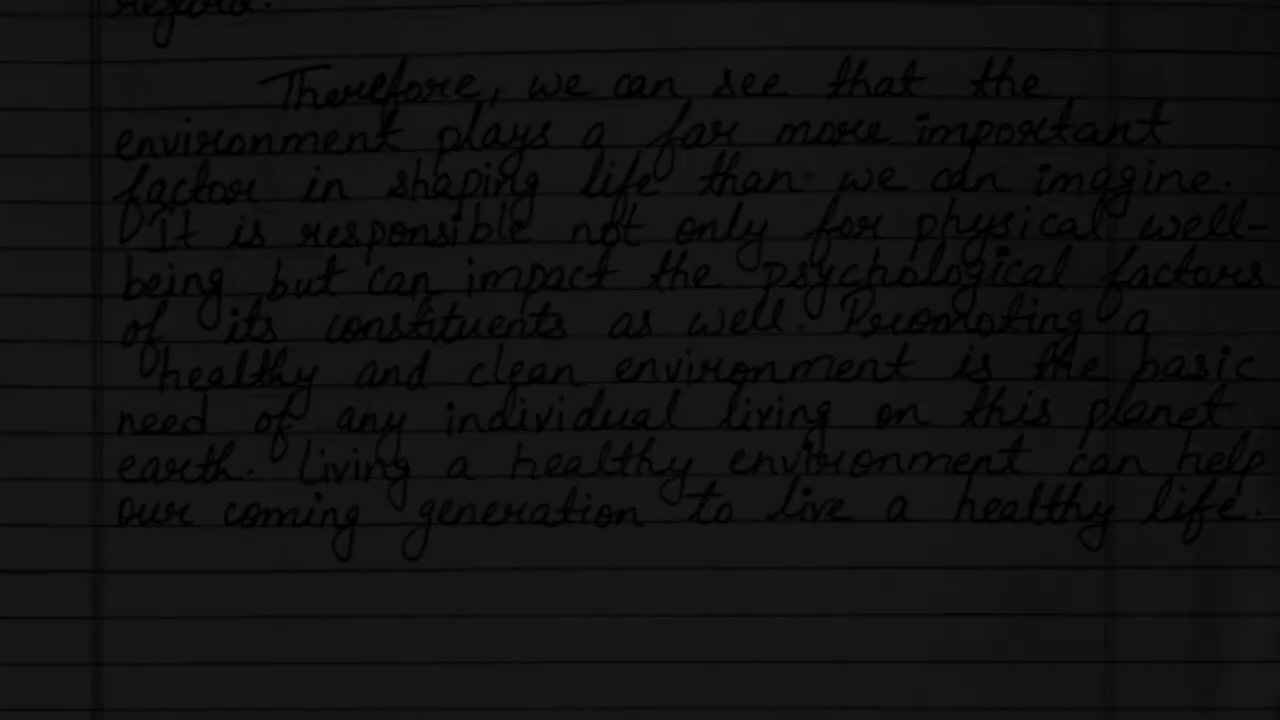 regard.
Therefore, we can see that the
environment plays a far more important
factor in shaping life than we can imagine.
It is responsible not only for physical well-
being but can impact the psychological factors
of its constituents as well. Promoting a
healthy and clean environment is the basic
need of any individual living on this planet
earth. Living a healthy environment can help
our coming generation to live a healthy life.